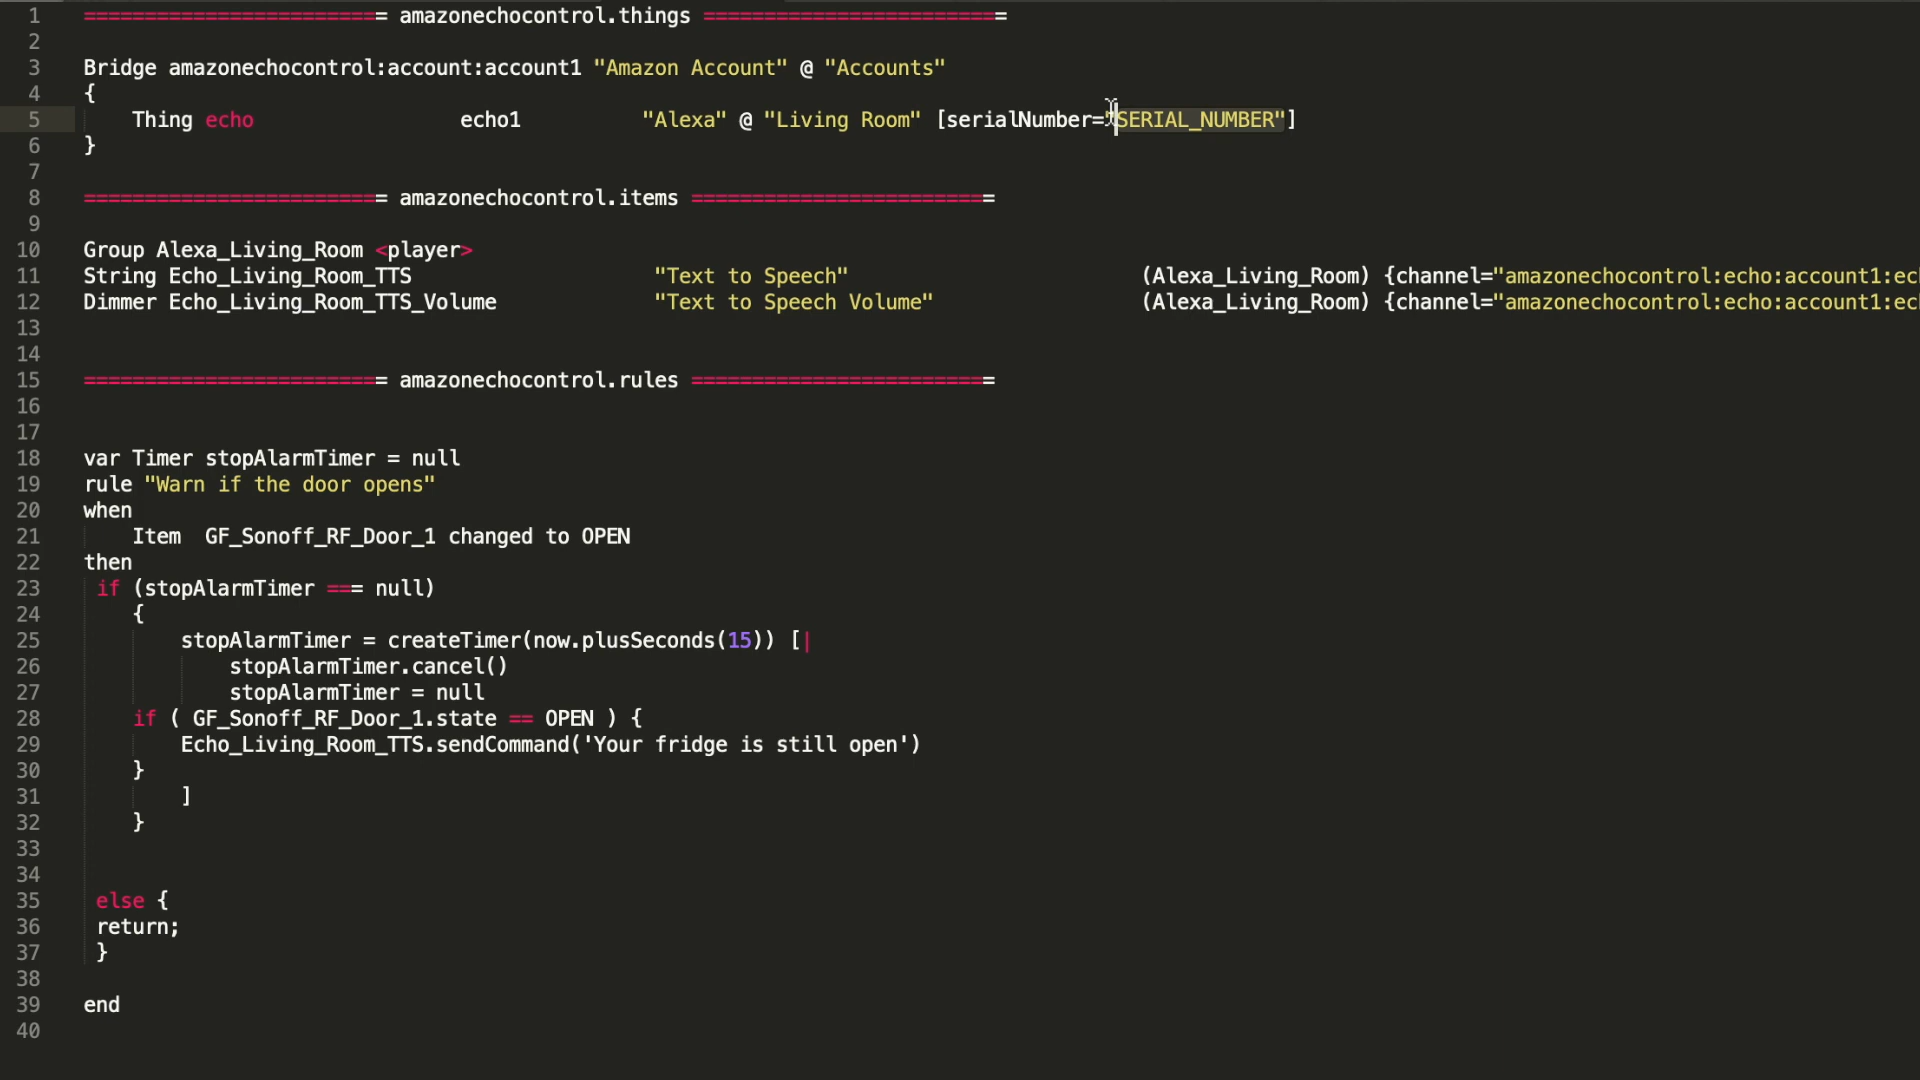 1 ========================= amazonechocontrol.things =========================
2
3 Bridge amazonechocontrol:account:account1 "Amazon Account" @ "Accounts"
4 {
5 Thing echo echo1 "Alexa" @ "Living Room" [serialNumber="SERIAL_NUMBER"]
6 }
7
8 ========================= amazonechocontrol.items =========================
9
10 Group Alexa_Living_Room <player>
11 String Echo_Living_Room_TTS "Text to Speech" (Alexa_Living_Room) {channel="amazonechocontrol:echo:account1:ec
12 Dimmer Echo_Living_Room_TTS_Volume "Text to Speech Volume" (Alexa_Living_Room) {channel="amazonechocontrol:echo:account1:ec
13
14
15 ========================= amazonechocontrol.rules =========================
16
17
18 var Timer stopAlarmTimer = null
19 rule "Warn if the door opens"
20 when
21 Item  GF_Sonoff_RF_Door_1 changed to OPEN
22 then
23 if (stopAlarmTimer === null)
24 {
25 stopAlarmTimer = createTimer(now.plusSeconds(15)) [|
26 stopAlarmTimer.cancel()
27 stopAlarmTimer = null
28 if ( GF_Sonoff_RF_Door_1.state == OPEN ) {
29 Echo_Living_Room_TTS.sendCommand('Your fridge is still open')
30 }
31 ]
32 }
33
34
35 else {
36 return;
37 }
38
39 end
40